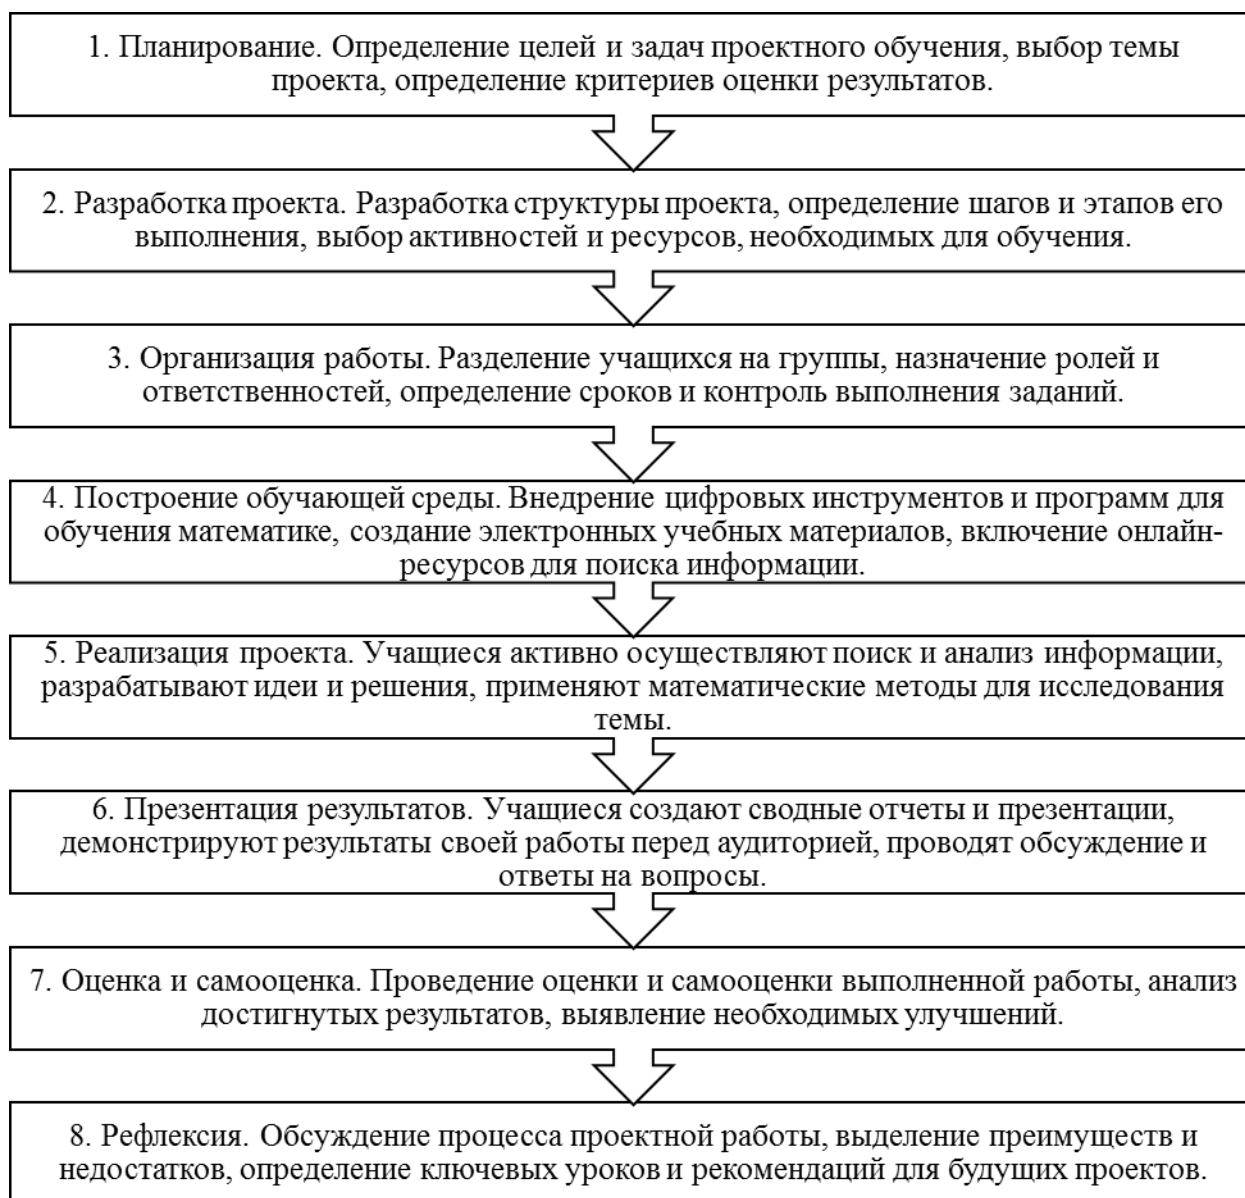 1. Планирование. Определение целей и задач проектного обучения, выбор темы
проекта, определение критериев оценки результатов.
2. Разработка проекта. Разработка структуры проекта, определение шагов и этапов его
выполнения, выбор активностей и ресурсов, необходимых для обучения.
3. Организация работы. Разделение учащихся на группы, назначение ролей и
ответственностей, определение сроков и контроль выполнения заданий.
4. Построение обучающей среды. Внедрение цифровых инструментов и программ для
обучения математике, создание электронных учебных материалов, включение онлайн-
ресурсов для поиска информации.
5. Реализация проекта. Учащиеся активно осуществляют поиск и анализ информации,
разрабатывают идеи и решения, применяют математические методы для исследования
темы.
6. Презентация результатов. Учащиеся создают сводные отчеты и презентации,
демонстрируют результаты своей работы перед аудиторией, проводят обсуждение и
ответы на вопросы.
7. Оценка и самооценка. Проведение оценки и самооценки выполненной работы, анализ
достигнутых результатов, выявление необходимых улучшений.
8. Рефлексия. Обсуждение процесса проектной работы, выделение преимуществ и
недостатков, определение ключевых уроков и рекомендаций для будущих проектов.